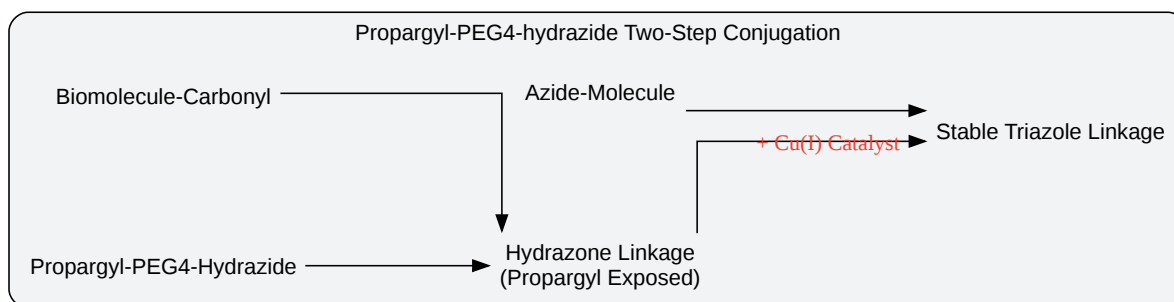 Propargyl-PEG4-hydrazide Two-Step Conjugation
Biomolecule-Carbonyl
Azide-Molecule
+ Cu(I) Catalyst
Stable Triazole Linkage
Propargyl-PEG4-Hydrazide
Hydrazone Linkage
(Propargyl Exposed)